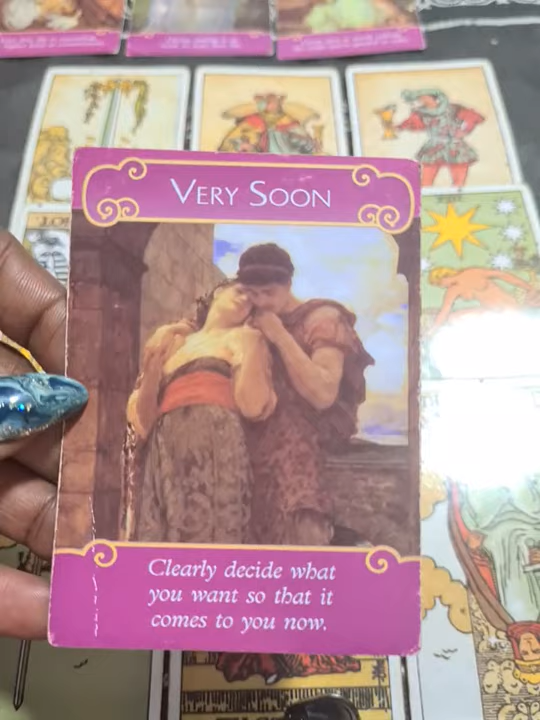 VERY SOON
Clearly decide what
you want so that it
comes to you now.